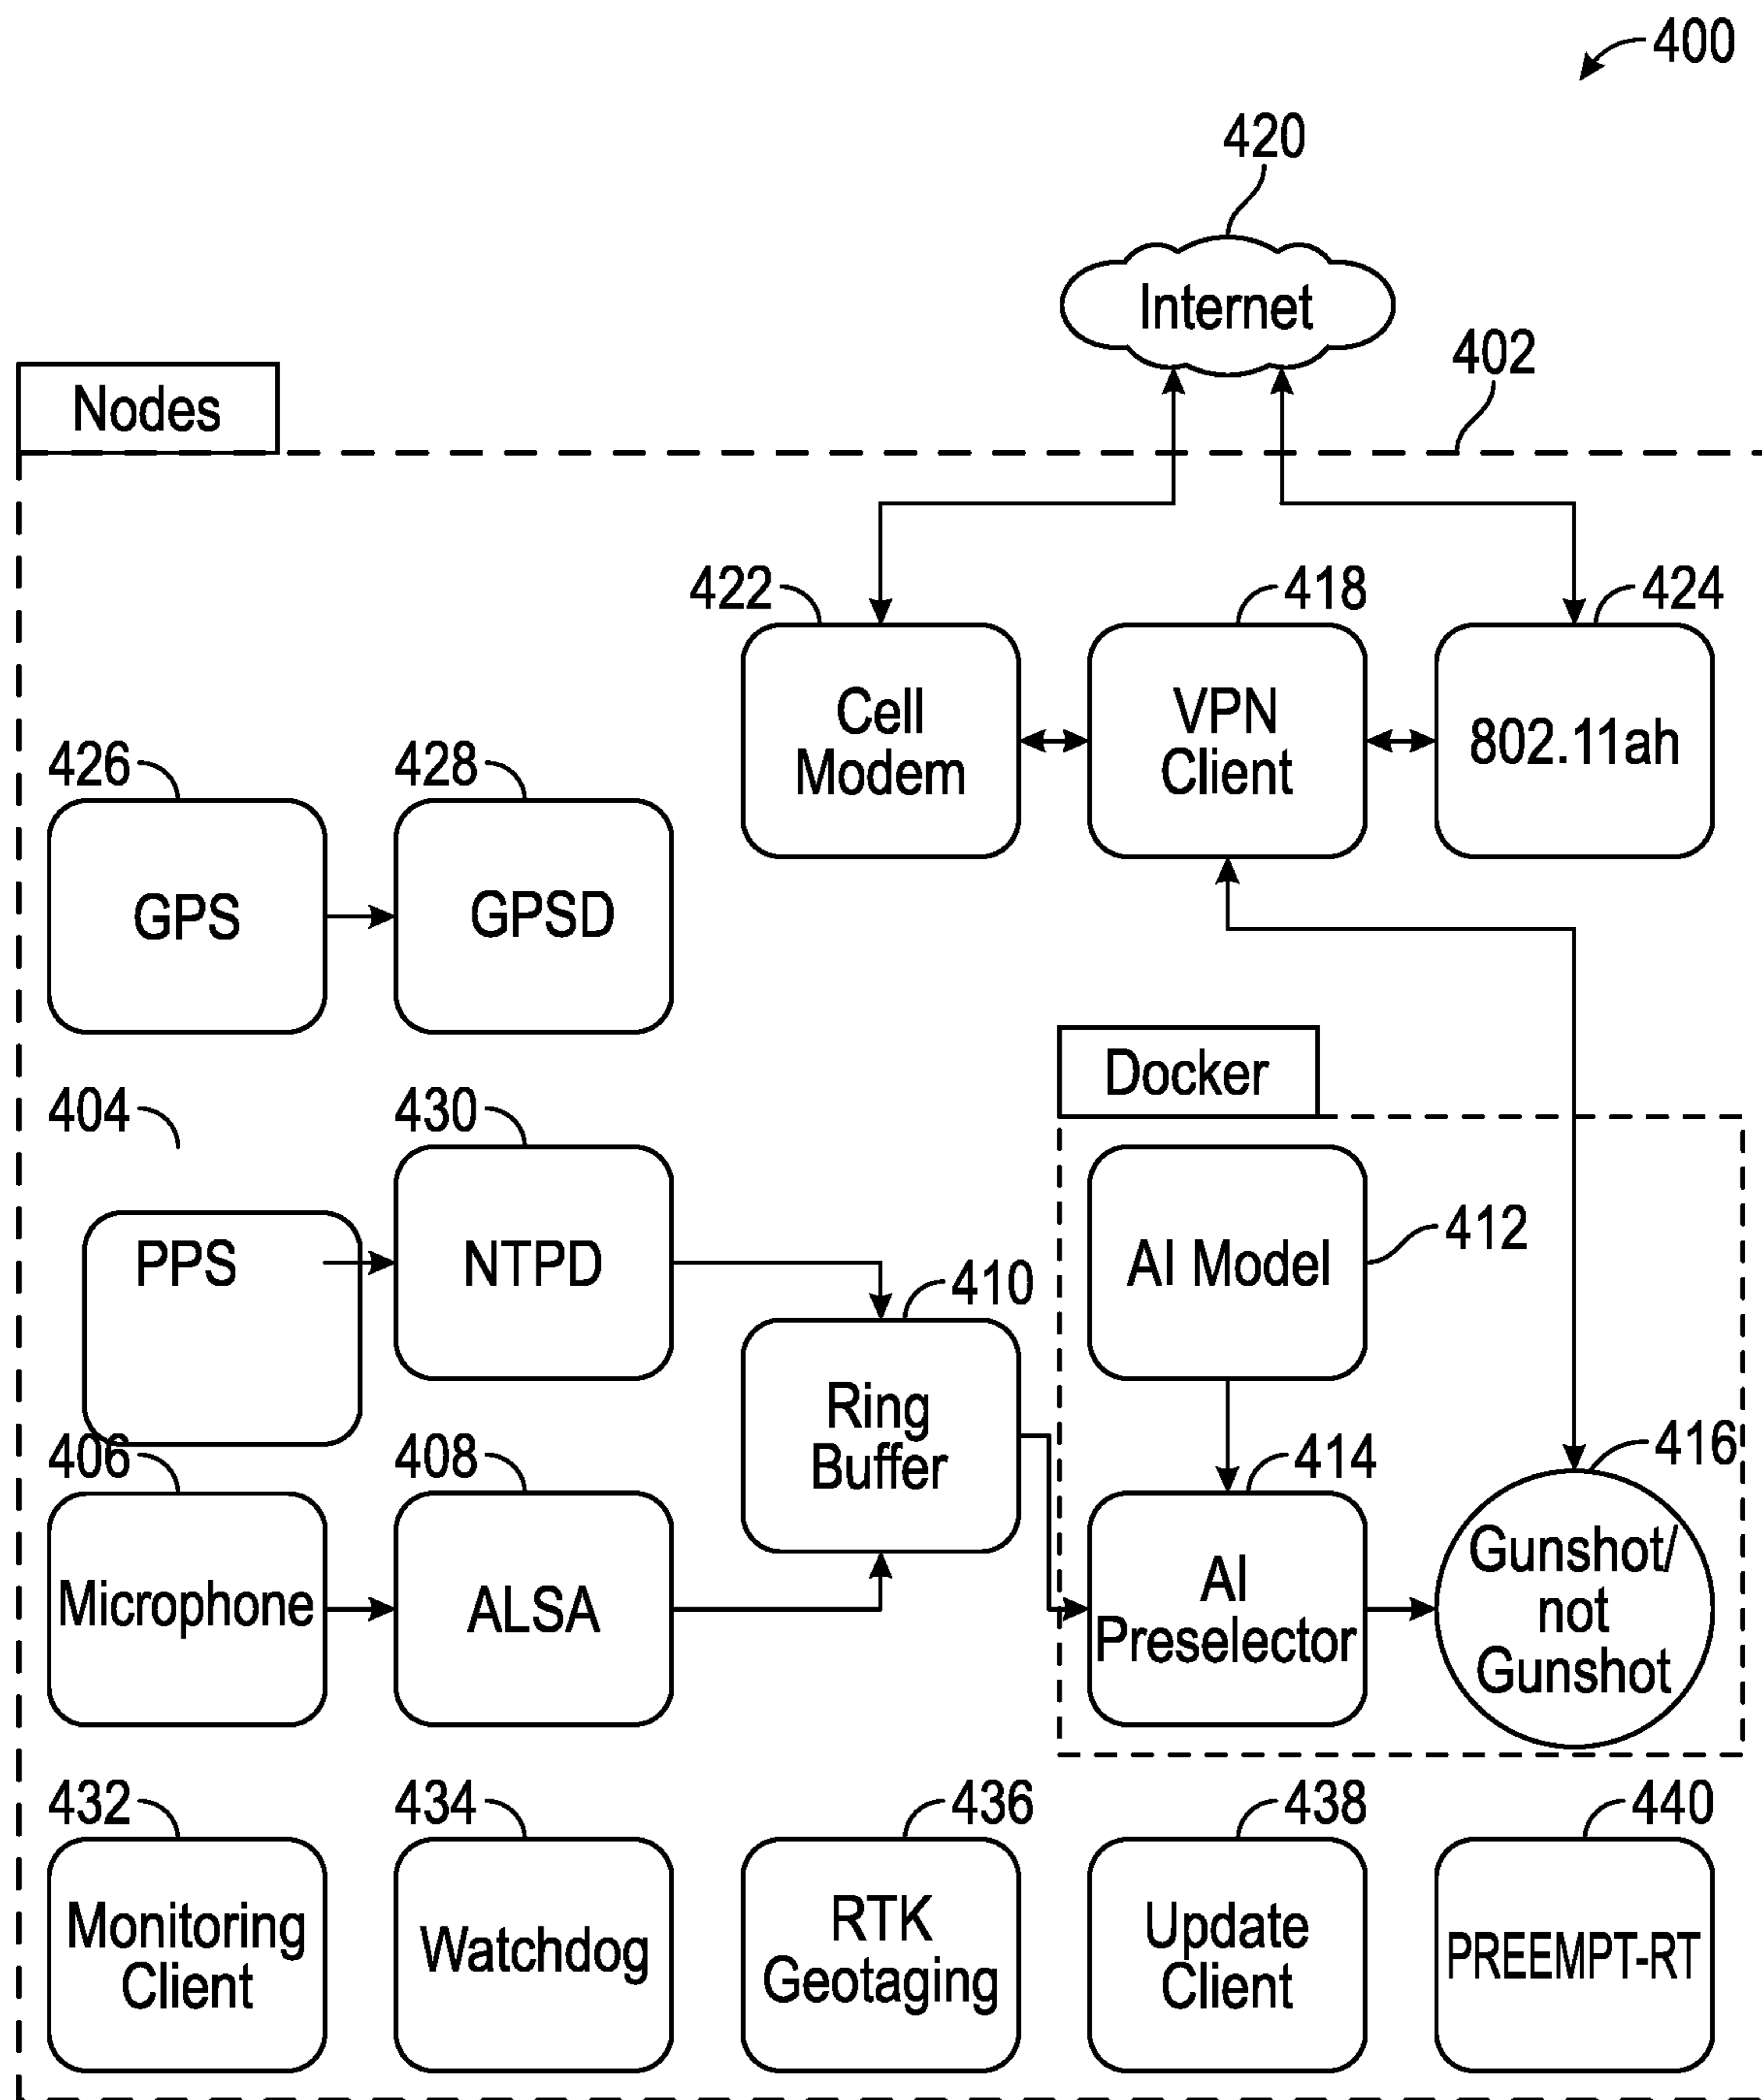 400
420
Internet
402
Nodes
422
418
424
Cell
Modem
VPN
Client
802.11ah
426
428
GPS
GPSD
Docker
404
430
PPS
NTPD
AI Model
412
410
Ring
Buffer
406
408
414
416
Microphone
ALSA
AI
Preselector
Gunshot/
not
Gunshot
432
434
436
438
440
Monitoring
Client
Watchdog
RTK
Geotaging
Update
Client
PREEMPT-RT